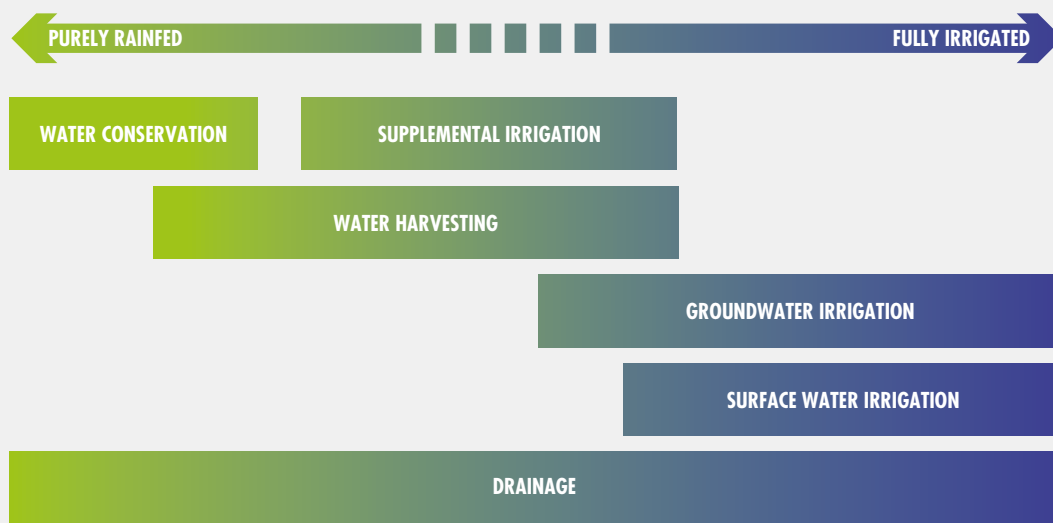 PURELY RAINFED
FULLY IRRIGATED
WATER CONSERVATION
SUPPLEMENTAL IRRIGATION
WATER HARVESTING
GROUNDWATER IRRIGATION
SURFACE WATER IRRIGATION
DRAINAGE